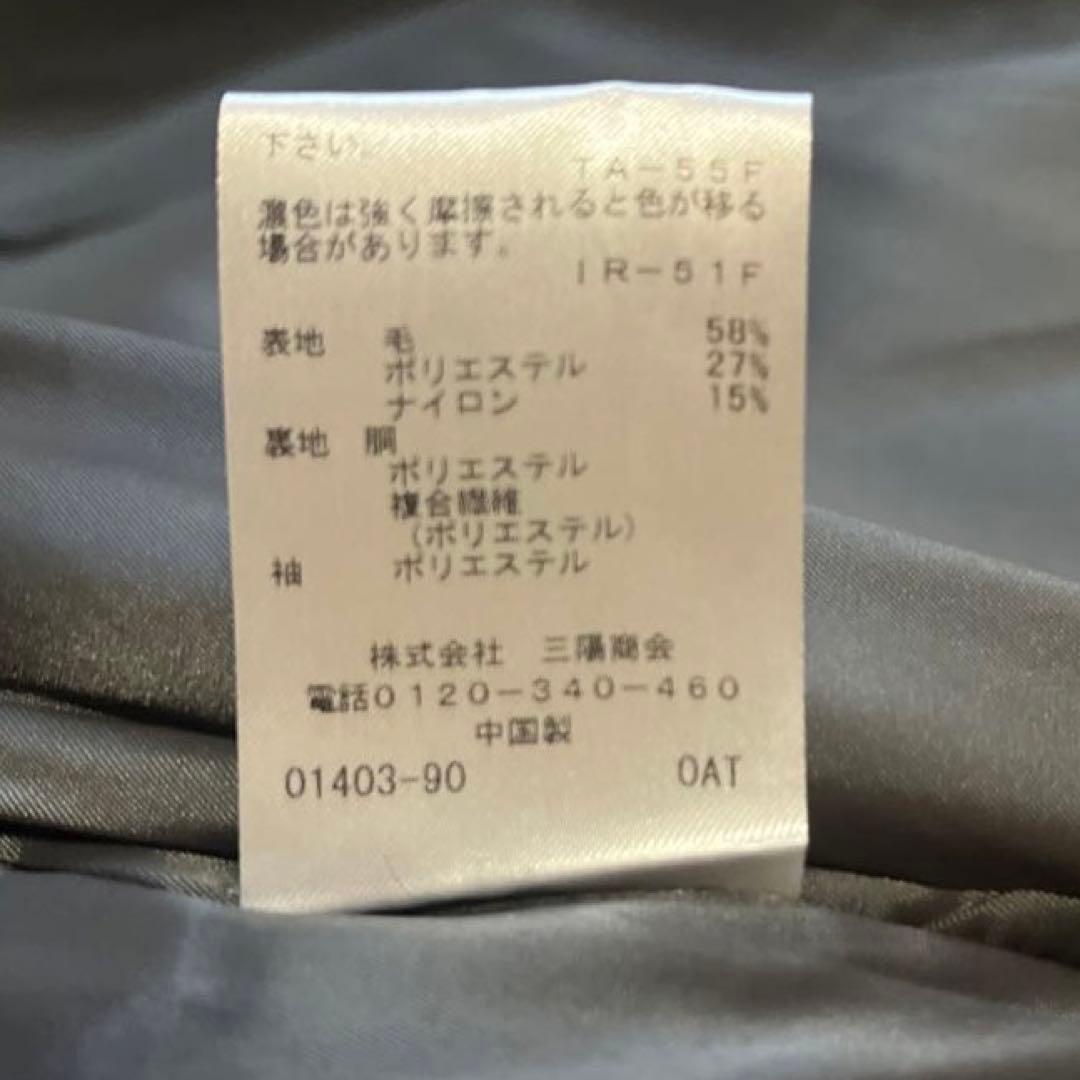 下さい。
TA-55F
濃色は強く摩擦されると色が移る
場合があります。
IR-51F
表地 毛 58%
ポリエステル 27%
ナイロン 15%
裏地 胴
ポリエステル
複合繊維
(ポリエステル)
袖 ポリエステル
株式会社 三陽商会
電話0120-340-460
中国製
01403-90 0AT